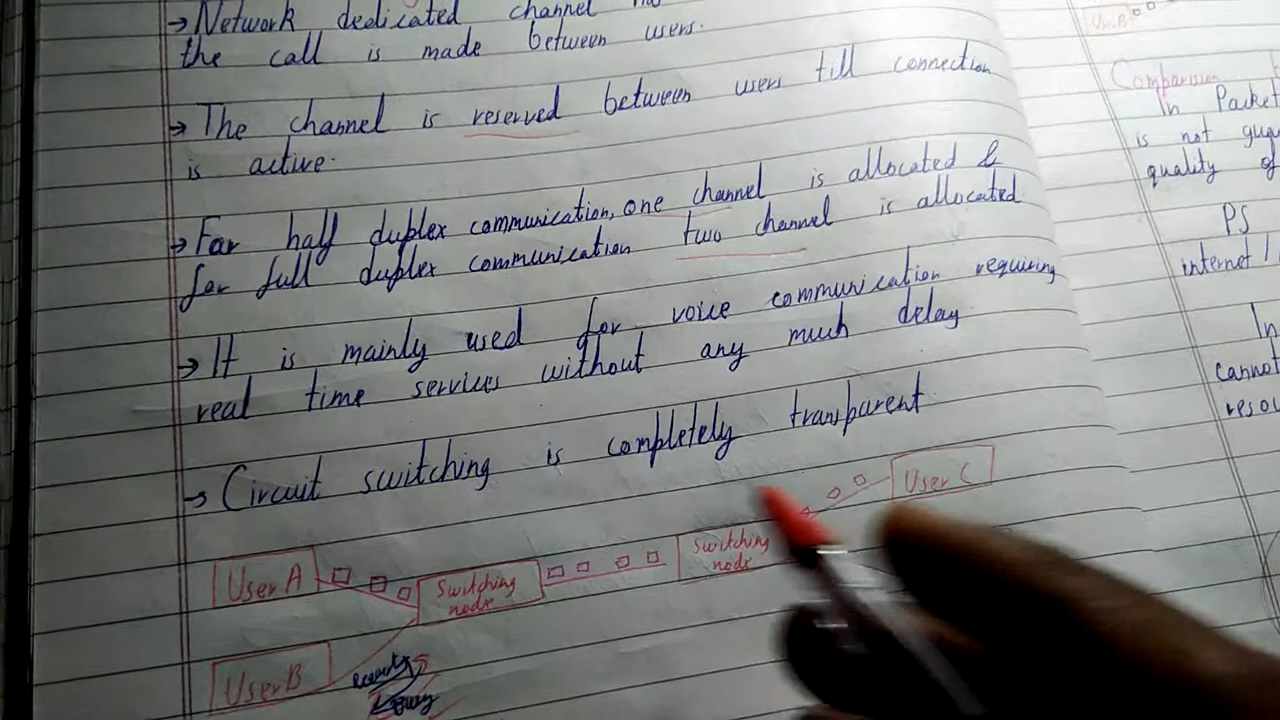 → Network dedicated channel
the call is made between users.
→ The channel is reserved between users till connection
is active.
→ For half duplex communication, one channel is allocated &
for full duplex communication two channel is allocated
→ It is mainly used for voice communication requiring
real time services without any much delay
→ Circuit switching is completely transparent
User A
Switching
node
Switching
node
User C
User B
User B
Comparision
In Packet
is not
quality of
PS
internet /
In
cannot